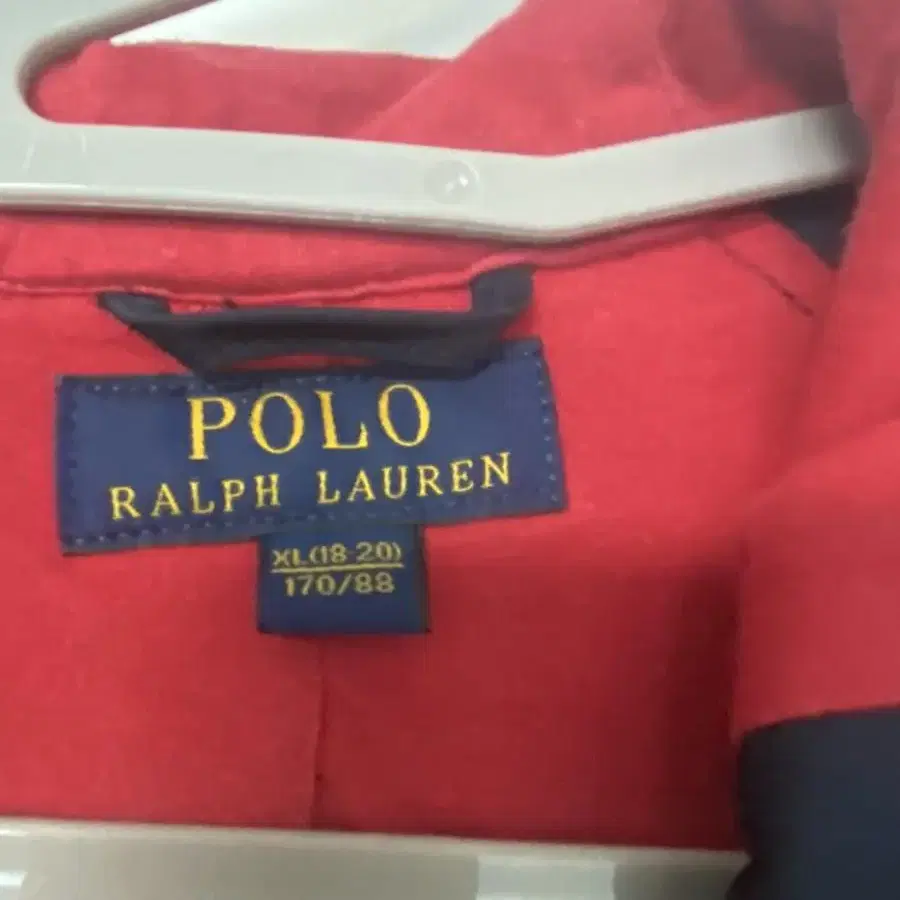 POLO
RALPH LAUREN
XL(18-20)
170/88